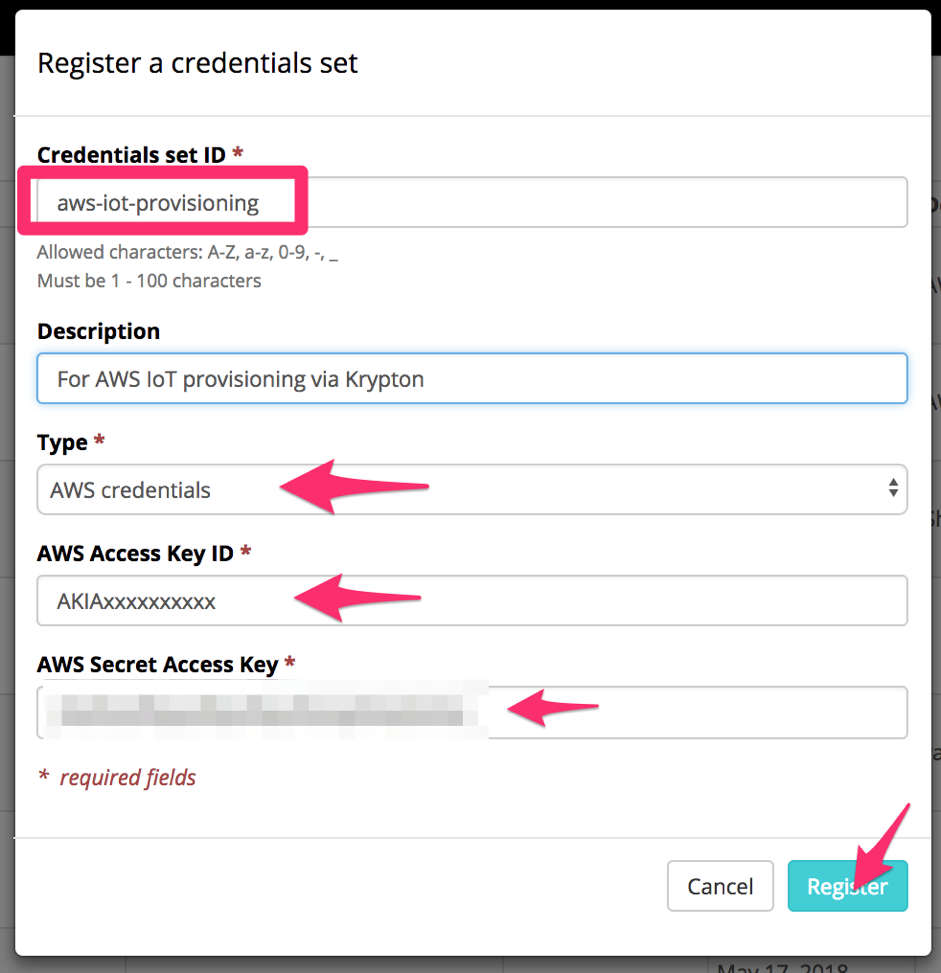 Register a credentials set
Credentials set ID *
aws-iot-provisioning
Allowed characters: A-Z, a-z, 0-9, -, _
Must be 1 - 100 characters
Description
For AWS IoT provisioning via Krypton
Type *
AWS credentials
AWS Access Key ID *
AKIAxxxxxxxxxx
AWS Secret Access Key *
* required fields
Cancel
Register
May 17, 2018